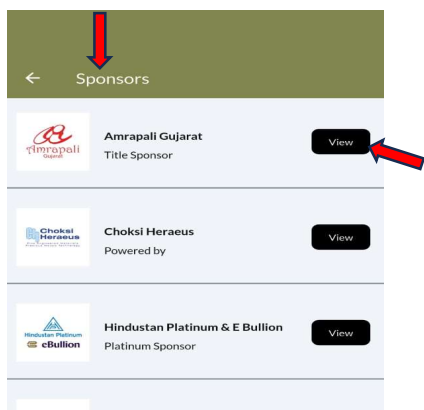 Sponsors
Amrapali
Gujarat
Amrapali Gujarat
Title Sponsor
View
Choksi
Heraeus
Choksi Heraeus
Powered by
View
Hindustan Platinum
eBullion
Hindustan Platinum & E Bullion
Platinum Sponsor
View